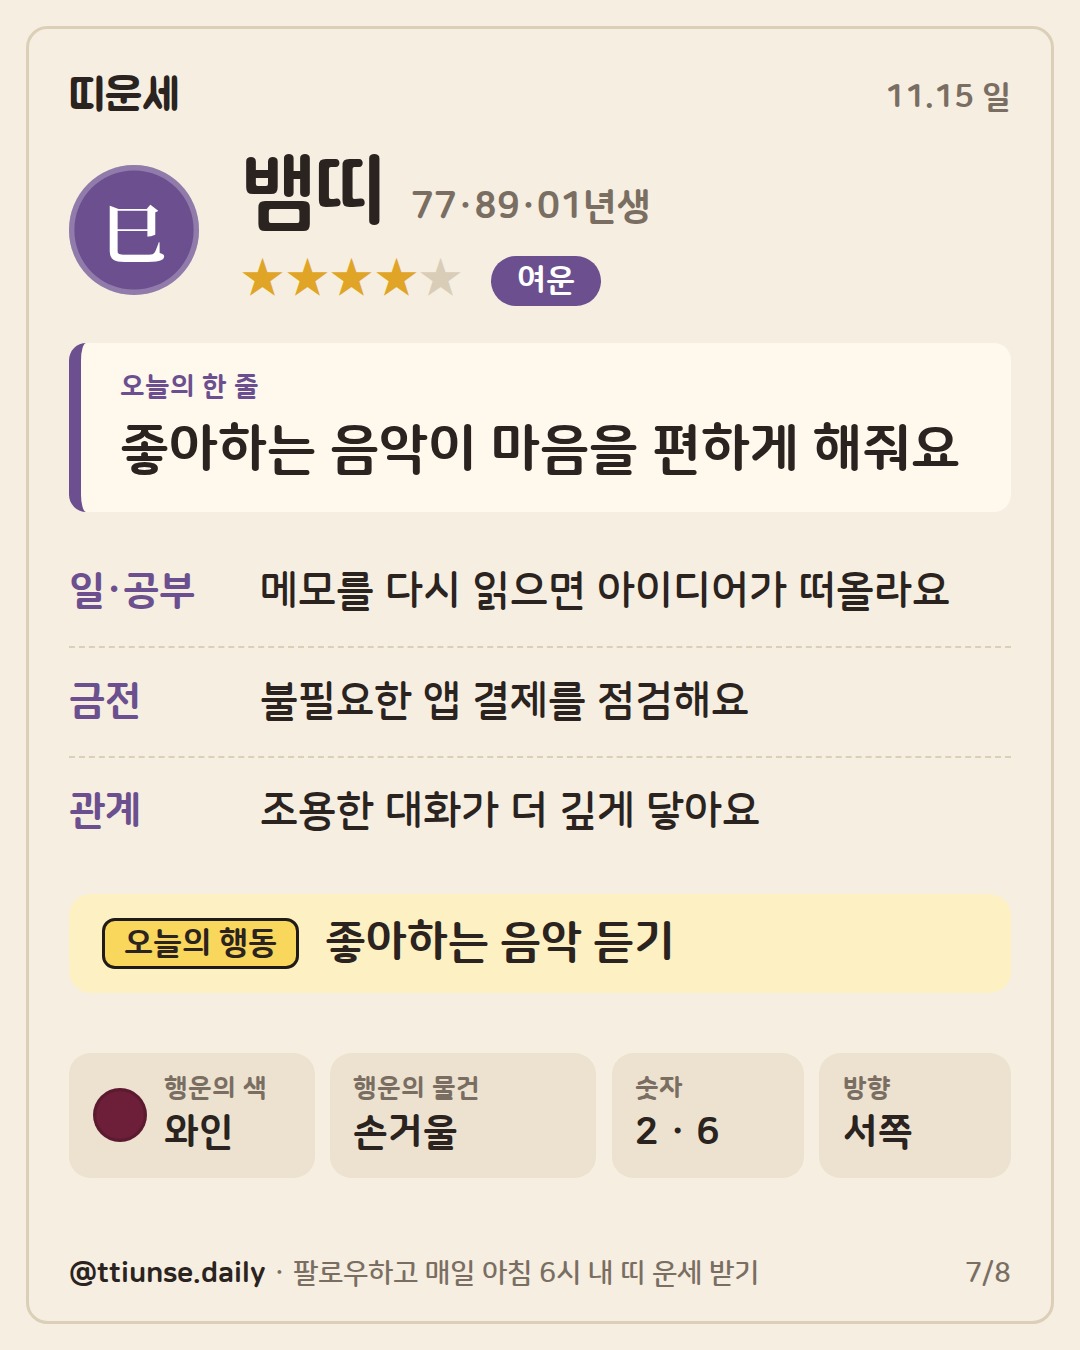 띠운세
11.15 일
巳
뱀띠 77·89·01년생
★★★★★ 여운
오늘의 한 줄
좋아하는 음악이 마음을 편하게 해줘요
일·공부 메모를 다시 읽으면 아이디어가 떠올라요
금전 불필요한 앱 결제를 점검해요
관계 조용한 대화가 더 깊게 닿아요
오늘의 행동 좋아하는 음악 듣기
행운의 색
와인
행운의 물건
손거울
숫자
2 · 6
방향
서쪽
@ttiunse.daily · 팔로우하고 매일 아침 6시 내 띠 운세 받기
7/8